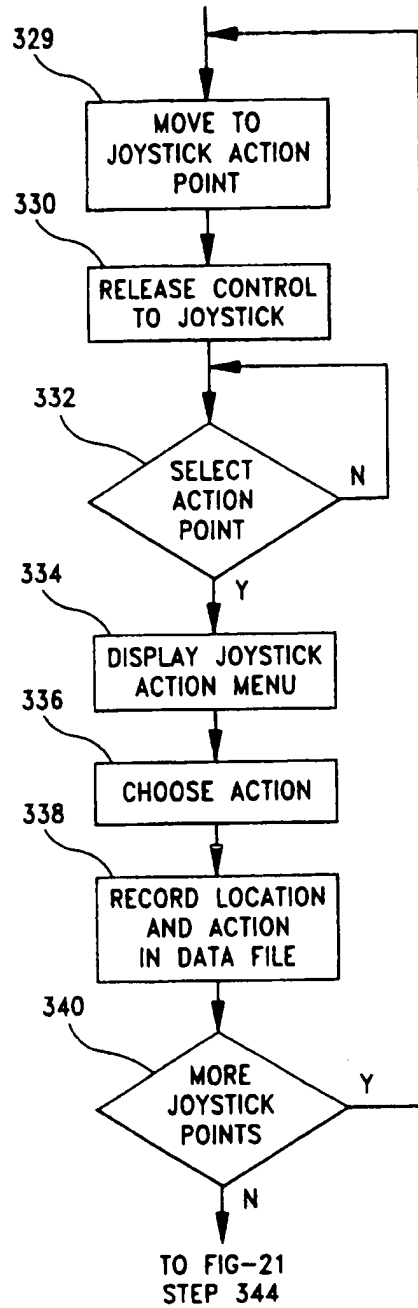 329
MOVE TO
JOYSTICK ACTION
POINT
330
RELEASE CONTROL
TO JOYSTICK
332
SELECT
ACTION
POINT
N
Y
334
DISPLAY JOYSTICK
ACTION MENU
336
CHOOSE ACTION
338
RECORD LOCATION
AND ACTION
IN DATA FILE
340
MORE
JOYSTICK
POINTS
Y
N
TO FIG-21
STEP 344